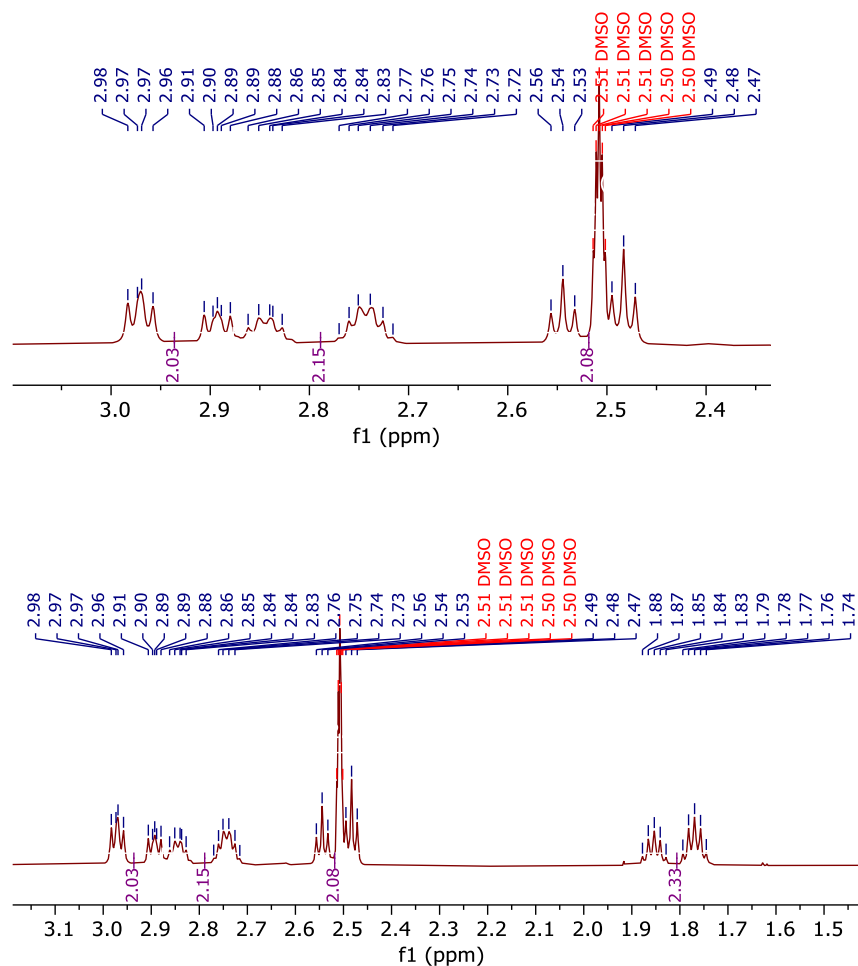 2.98 2.97 2.97 2.96 2.91 2.90 2.89 2.89 2.88 2.86 2.85 2.84 2.84 2.83 2.77 2.76 2.75 2.74 2.73 2.72 2.56 2.54 2.53 2.51 DMSO 2.51 DMSO 2.51 DMSO 2.50 DMSO 2.50 DMSO 2.49 2.48 2.47
2.03 2.15 2.08
3.0 2.9 2.8 2.7 2.6 2.5 2.4
f1 (ppm)
2.98 2.97 2.97 2.96 2.91 2.90 2.89 2.89 2.88 2.86 2.85 2.84 2.84 2.83 2.76 2.75 2.74 2.73 2.56 2.54 2.53 2.51 DMSO 2.51 DMSO 2.51 DMSO 2.50 DMSO 2.50 DMSO 2.49 2.48 2.47 1.88 1.87 1.85 1.84 1.83 1.79 1.78 1.77 1.76 1.74
2.03 2.15 2.08 2.33
3.1 3.0 2.9 2.8 2.7 2.6 2.5 2.4 2.3 2.2 2.1 2.0 1.9 1.8 1.7 1.6 1.5
f1 (ppm)